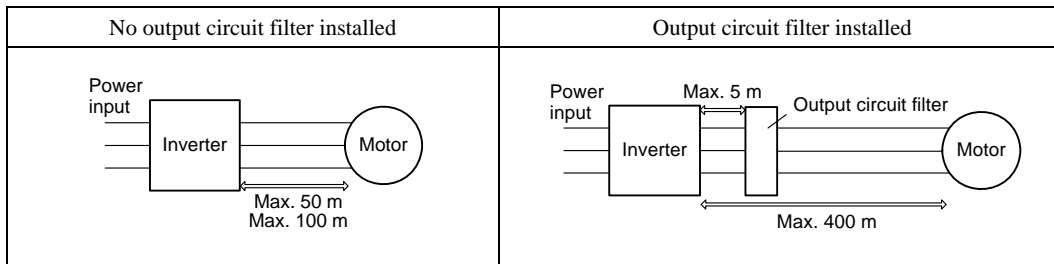 No output circuit filter installed
Output circuit filter installed
Power
input
Inverter
Motor
Max. 50 m
Max. 100 m
Power
input
Max. 5 m
Output circuit filter
Inverter
Motor
Max. 400 m